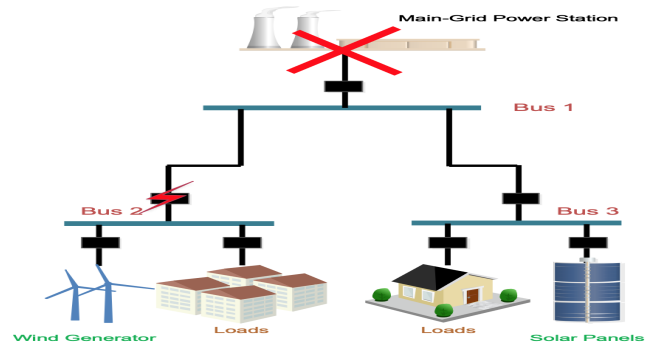 Main-Grid Power Station
Bus 1
Bus 2
Bus 3
Wind Generator
Loads
Loads
Solar Panels